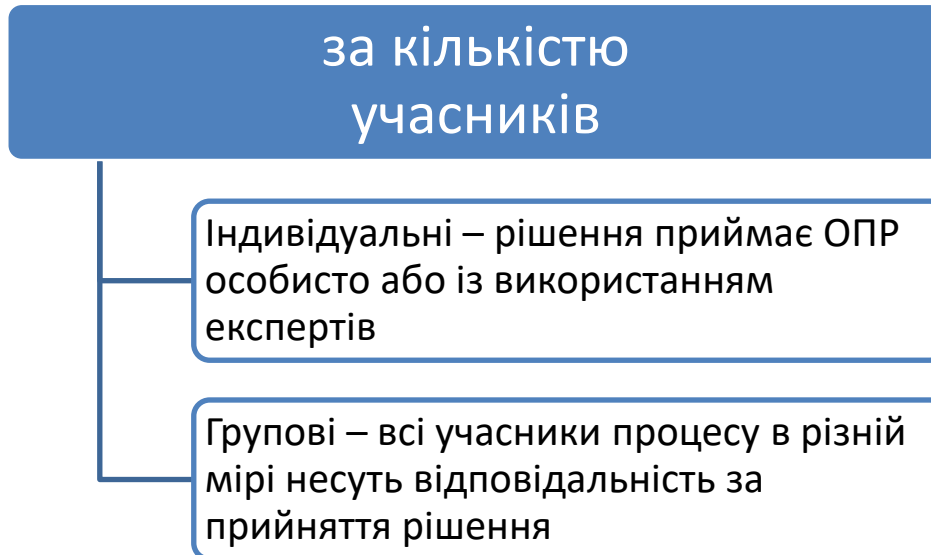 за кількістю
учасників
Індивідуальні – рішення приймає ОПР
особисто або із використанням
експертів
Групові – всі учасники процесу в різній
мірі несуть відповідальність за
прийняття рішення